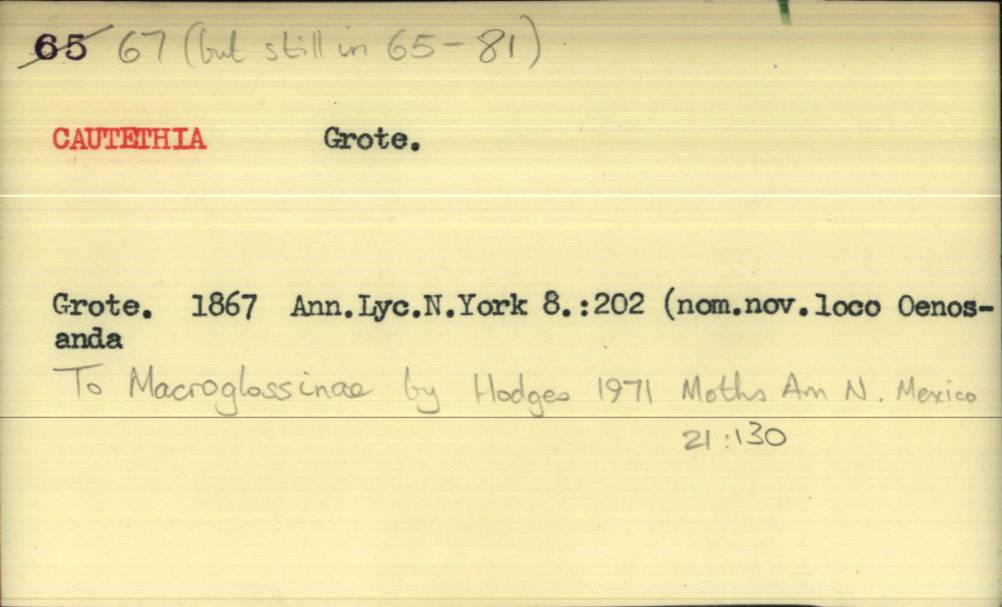 65 67 (but still in 65-81)
CAUTETHIA Grote.
Grote. 1867 Ann.Lyc.N.York 8.:202 (nom.nov.loco Oenos-
anda
To Macroglossinae by Hodges 1971 Moths Am N. Mexico
21:130